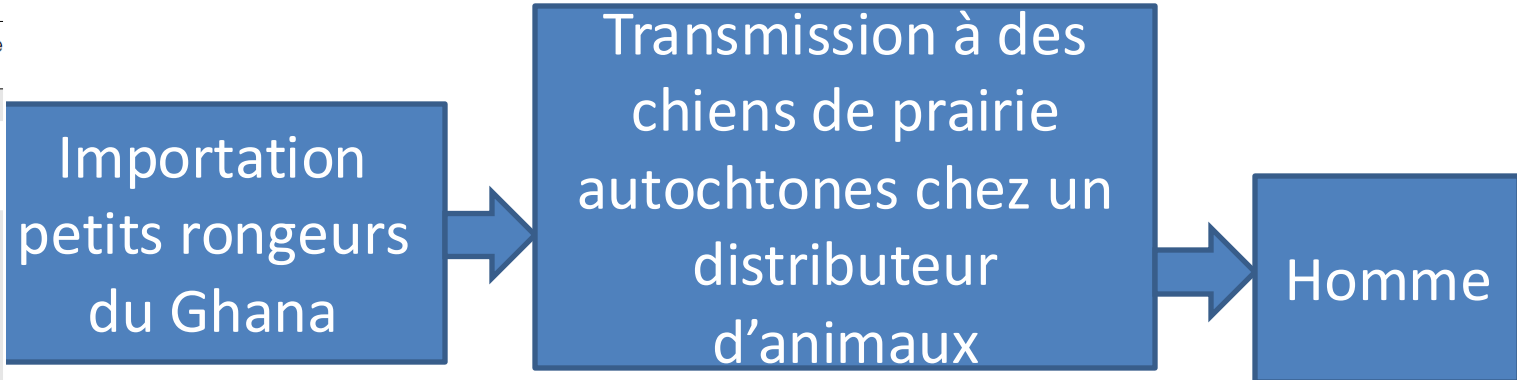 Importation
petits rongeurs
du Ghana
Transmission à des
chiens de prairie
autochtones chez un
distributeur
d’animaux
Homme